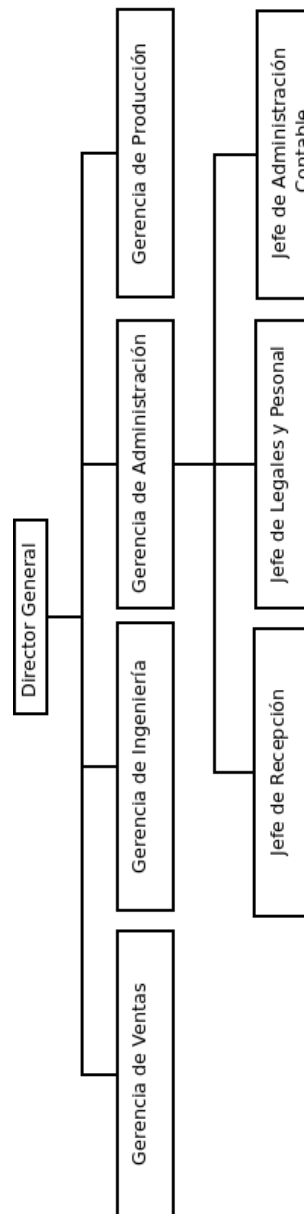 Director General
Gerencia de Ventas
Gerencia de Ingeniería
Gerencia de Administración
Gerencia de Producción
Jefe de Recepción
Jefe de Legales y Pesonal
Jefe de Administración
Contable